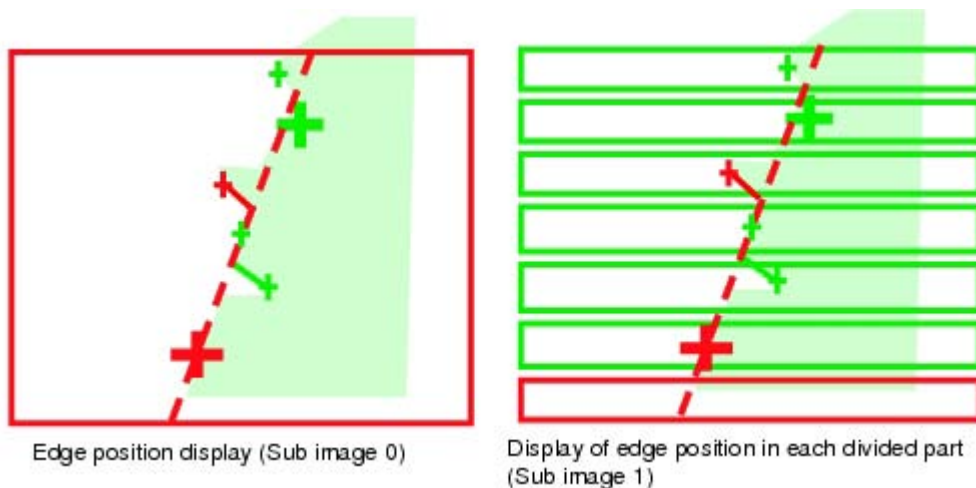 Edge position display (Sub image 0)
Display of edge position in each divided part
(Sub image 1)